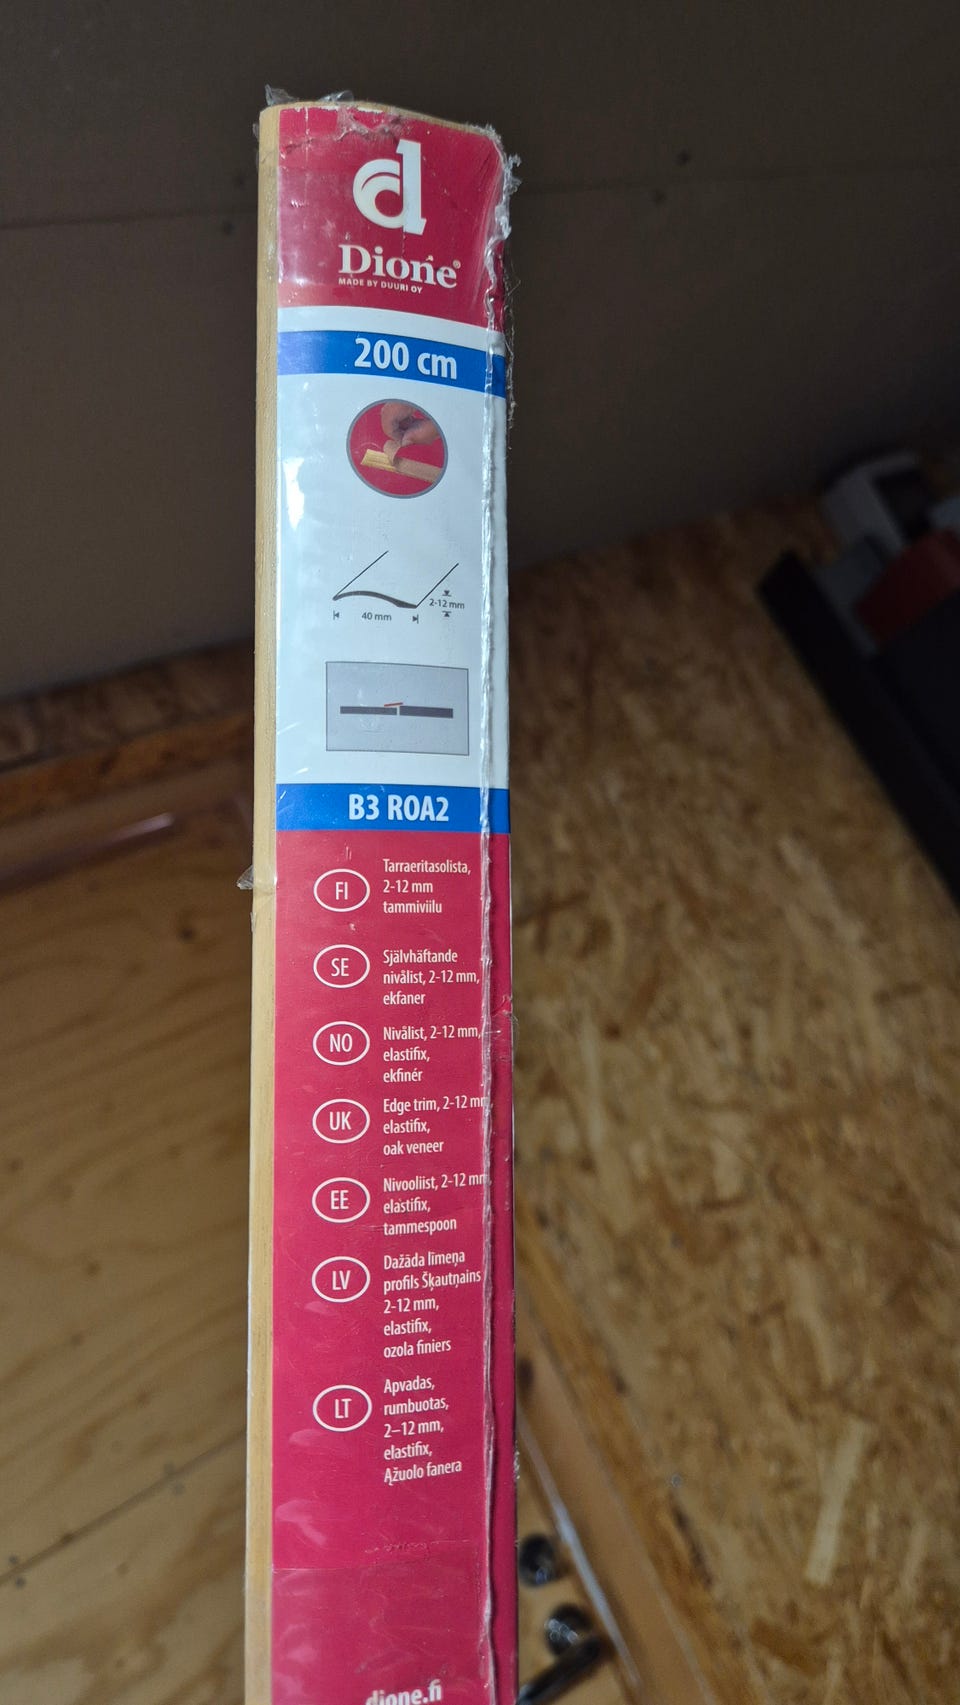 d
Dione®
MADE BY DUURI OY
200 cm
2-12 mm
40 mm
B3 ROA2
FI
Tarraeritasolista,
2-12 mm
tammiviilu
SE
Självhäftande
nivålist, 2-12 mm,
ekfaner
NO
Nivålist, 2-12 mm,
elastifix,
ekfinér
UK
Edge trim, 2-12 mm,
elastifix,
oak veneer
EE
Nivooliist, 2-12 mm,
elastifix,
tammespoon
LV
Dažāda līmeņa
profils Šķautņains
2-12 mm,
elastifix,
ozola finiers
LT
Apvadas,
rumbuotas,
2–12 mm,
elastifix,
Ąžuolo fanera
dione.fi